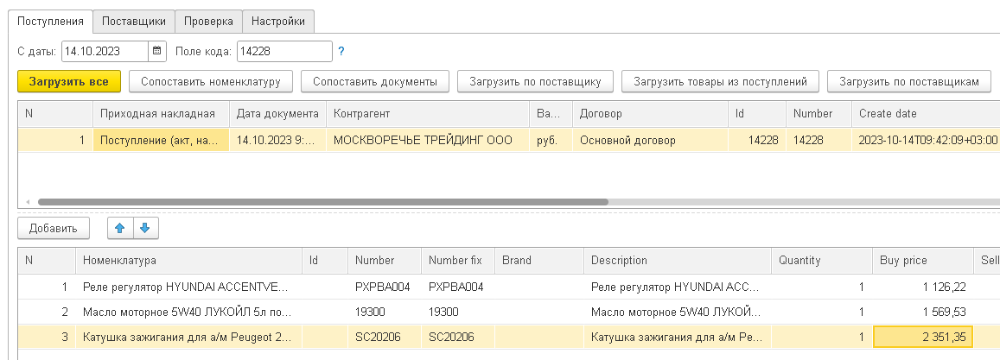 Поступления Поставщики Проверка Настройки
С даты: 14.10.2023 Поле кода: 14228 ?
Загрузить все Сопоставить номенклатуру Сопоставить документы Загрузить по поставщику Загрузить товары из поступлений Загрузить по поставщикам
N Приходная накладная Дата документа Контрагент Ва... Договор Id Number Create date
1 Поступление (акт, на... 14.10.2023 9:... МОСКВОРЕЧЬЕ ТРЕЙДИНГ ООО руб. Основной договор 14228 14228 2023-10-14T09:42:09+03:00
Добавить
N Номенклатура Id Number Number fix Brand Description Quantity Buy price Sell
1 Реле регулятор HYUNDAI ACCENTVE... PXPBA004 PXPBA004 Реле регулятор HYUNDAI ACC... 1 1 126,22
2 Масло моторное 5W40 ЛУКОЙЛ 5л по... 19300 19300 Масло моторное 5W40 ЛУКОЙ... 1 1 569,53
3 Катушка зажигания для а/м Peugeot 2... SC20206 SC20206 Катушка зажигания для а/м Pe... 1 2 351,35